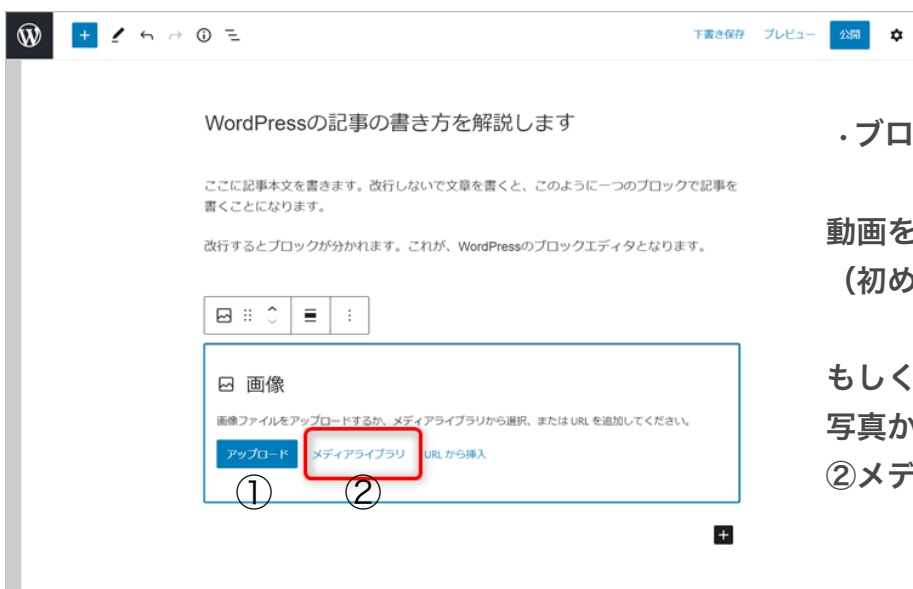 下書き保存 プレビュー 公開
WordPressの記事の書き方を解説します
ここに記事本文を書きます。改行しないで文章を書くと、このように一つのブロックで記事を
書くことになります。
改行するとブロックが分かれます。これが、WordPressのブロックエディタとなります。
画像
画像ファイルをアップロードするか、メディアライブラリから選択、または URL を追加してください。
アップロード メディアライブラリ URL から挿入
① ②
・ブロ
動画を
（初め
もしく
写真か
②メデ